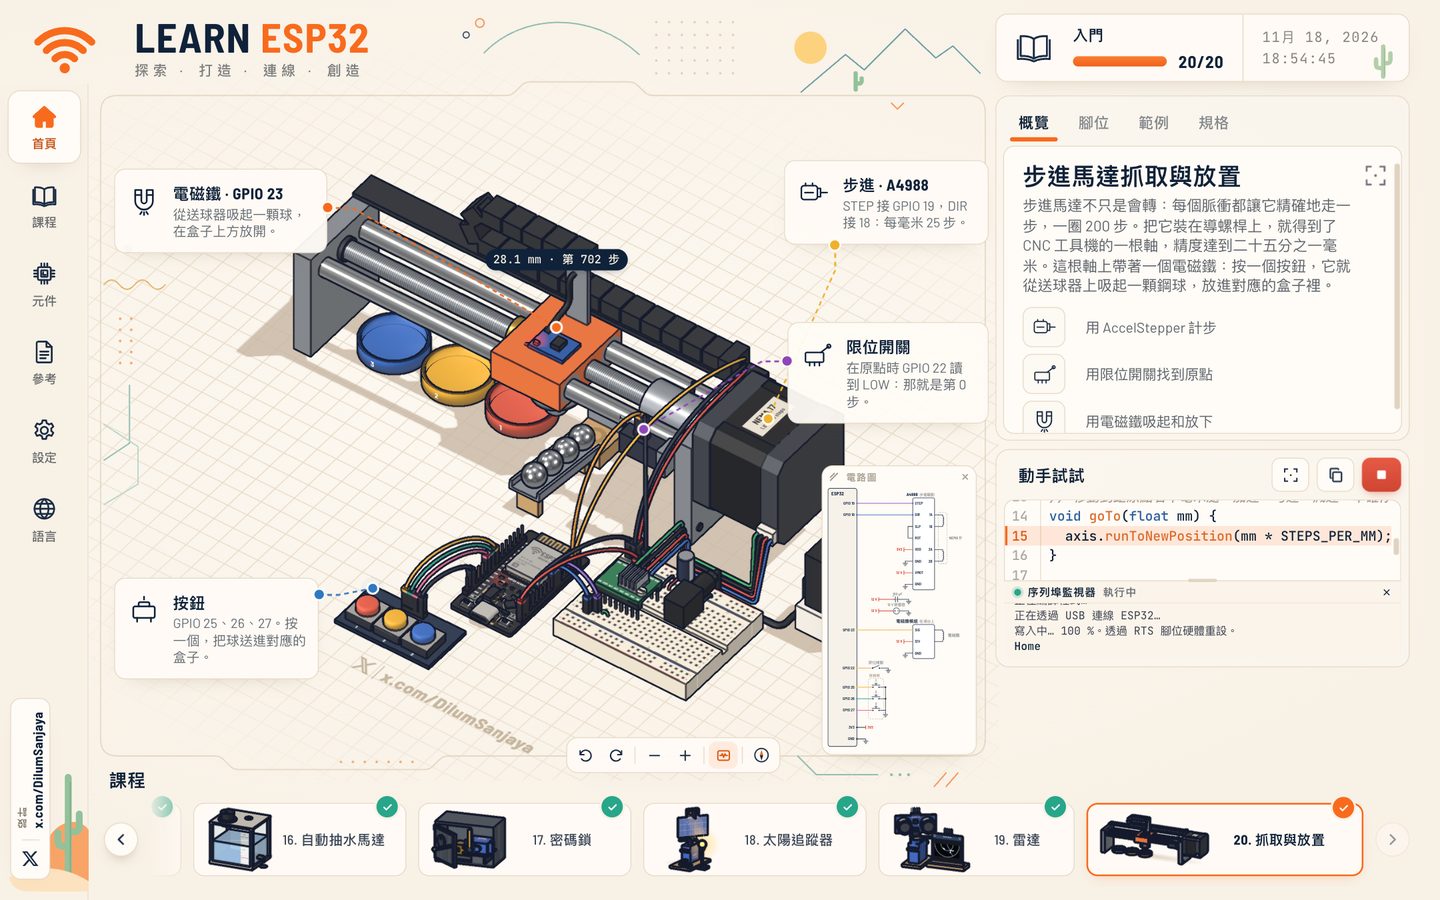 LEARN ESP32
探索 · 打造 · 連線 · 創造
入門
20/20
11月 18, 2026
18:54:45
首頁
課程
元件
參考
設定
語言
設計
x.com/DilumSanjaya
電磁鐵 · GPIO 23
從送球器吸起一顆球，
在盒子上方放開。
步進 · A4988
STEP 接 GPIO 19，DIR
接 18：每毫米 25 步。
28.1 mm · 第 702 步
限位開關
在原點時 GPIO 22 讀
到 LOW：那就是第 0
步。
3
2
1
按鈕
GPIO 25、26、27。按
一個，把球送進對應的
盒子。
x.com/DilumSanjaya
電路圖
ESP32
A4988
概覽
腳位
範例
規格
步進馬達抓取與放置
步進馬達不只是會轉：每個脈衝都讓它精確地走一
步，一圈 200 步。把它裝在導螺桿上，就得到了
CNC 工具機的一根軸，精度達到二十五分之一毫
米。這根軸上帶著一個電磁鐵：按一個按鈕，它就
從送球器上吸起一顆鋼球，放進對應的盒子裡。
用 AccelStepper 計步
用限位開關找到原點
用電磁鐵吸起和放下
動手試試
14 void goTo(float mm) {
15 axis.runToNewPosition(mm * STEPS_PER_MM);
16 }
17
序列埠監視器 執行中
正在透過 USB 連線 ESP32…
寫入中… 100 %。透過 RTS 腳位硬體重設。
Home
課程
16. 自動抽水馬達
17. 密碼鎖
18. 太陽追蹤器
19. 雷達
20. 抓取與放置